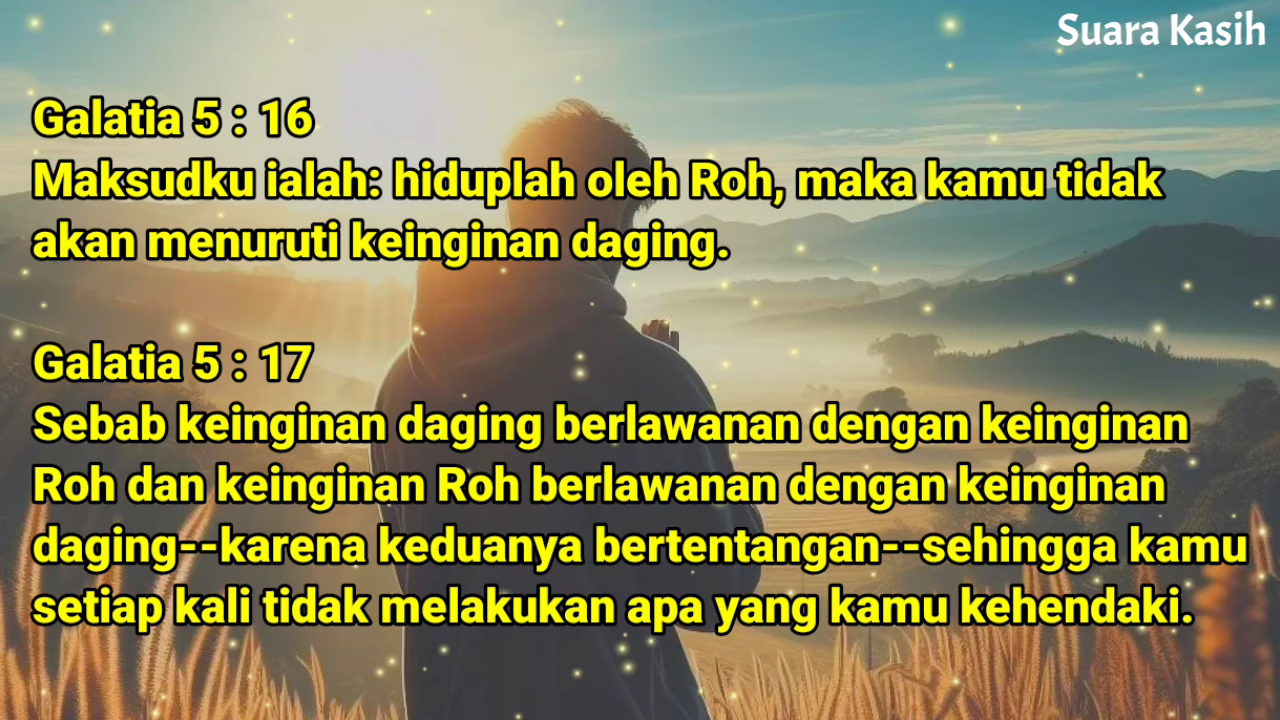 Suara Kasih
Galatia 5 : 16
Maksudku ialah: hiduplah oleh Roh, maka kamu tidak
akan menuruti keinginan daging.
Galatia 5 : 17
Sebab keinginan daging berlawanan dengan keinginan
Roh dan keinginan Roh berlawanan dengan keinginan
daging--karena keduanya bertentangan--sehingga kamu
setiap kali tidak melakukan apa yang kamu kehendaki.